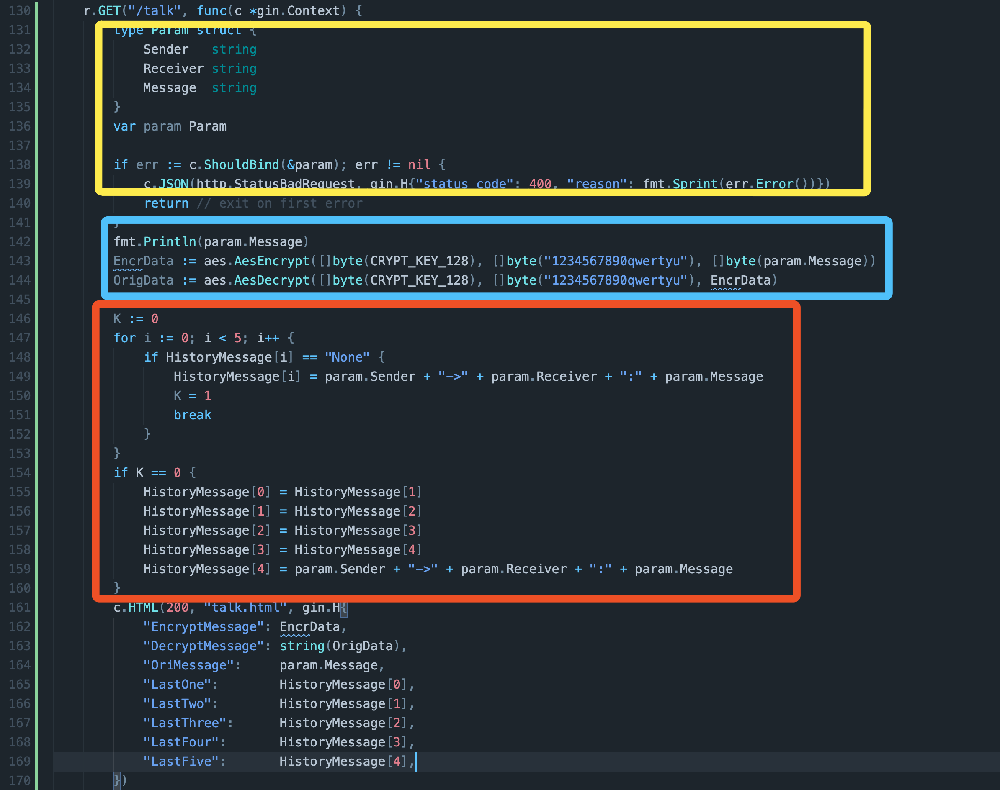 130 r.GET("/talk", func(c *gin.Context) {
131 type Param struct {
132 Sender   string
133 Receiver string
134 Message  string
135 }
136 var param Param
137
138 if err := c.ShouldBind(&param); err != nil {
139 c.JSON(http.StatusBadRequest, gin.H{"status code": 400, "reason": fmt.Sprint(err.Error())})
140 return // exit on first error
141 }
142 fmt.Println(param.Message)
143 EncrData := aes.AesEncrypt([]byte(CRYPT_KEY_128), []byte("1234567890qwertyu"), []byte(param.Message))
144 OrigData := aes.AesDecrypt([]byte(CRYPT_KEY_128), []byte("1234567890qwertyu"), EncrData)
145
146 K := 0
147 for i := 0; i < 5; i++ {
148 if HistoryMessage[i] == "None" {
149 HistoryMessage[i] = param.Sender + "->" + param.Receiver + ":" + param.Message
150 K = 1
151 break
152 }
153 }
154 if K == 0 {
155 HistoryMessage[0] = HistoryMessage[1]
156 HistoryMessage[1] = HistoryMessage[2]
157 HistoryMessage[2] = HistoryMessage[3]
158 HistoryMessage[3] = HistoryMessage[4]
159 HistoryMessage[4] = param.Sender + "->" + param.Receiver + ":" + param.Message
160 }
161 c.HTML(200, "talk.html", gin.H{
162 "EncryptMessage": EncrData,
163 "DecryptMessage": string(OrigData),
164 "OriMessage":     param.Message,
165 "LastOne":        HistoryMessage[0],
166 "LastTwo":        HistoryMessage[1],
167 "LastThree":      HistoryMessage[2],
168 "LastFour":       HistoryMessage[3],
169 "LastFive":       HistoryMessage[4],
170 })